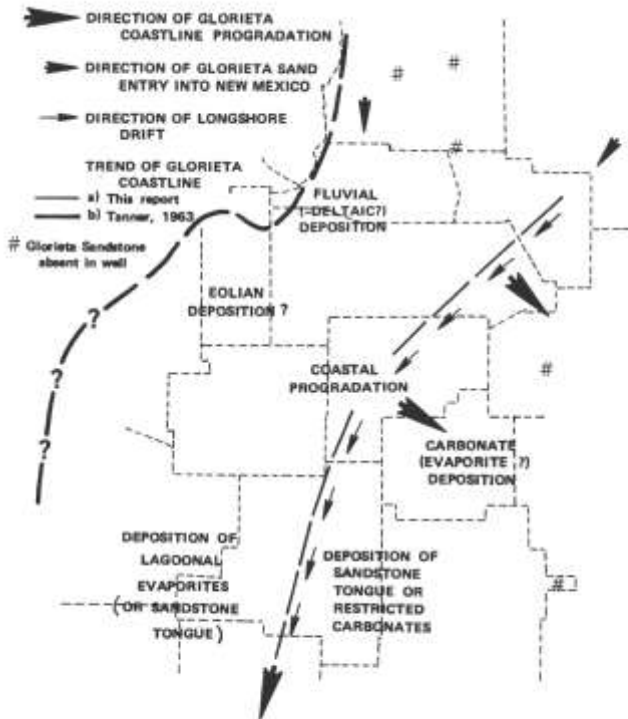 DIRECTION OF GLORIETA
COASTLINE PROGRADATION
DIRECTION OF GLORIETA SAND
ENTRY INTO NEW MEXICO
DIRECTION OF LONGSHORE
DRIFT
TREND OF GLORIETA
COASTLINE
a) This report
b) Tanner, 1963
# Glorieta Sandstone
absent in well
#
#
#
FLUVIAL
(=DELTAIC?)
DEPOSITION
EOLIAN
DEPOSITION ?
?
?
?
COASTAL
PROGRADATION
#
CARBONATE
(EVAPORITE ?)
DEPOSITION
DEPOSITION OF
LAGOONAL
EVAPORITES
(OR SANDSTONE
TONGUE)
DEPOSITION OF
SANDSTONE
TONGUE OR
RESTRICTED
CARBONATES
#